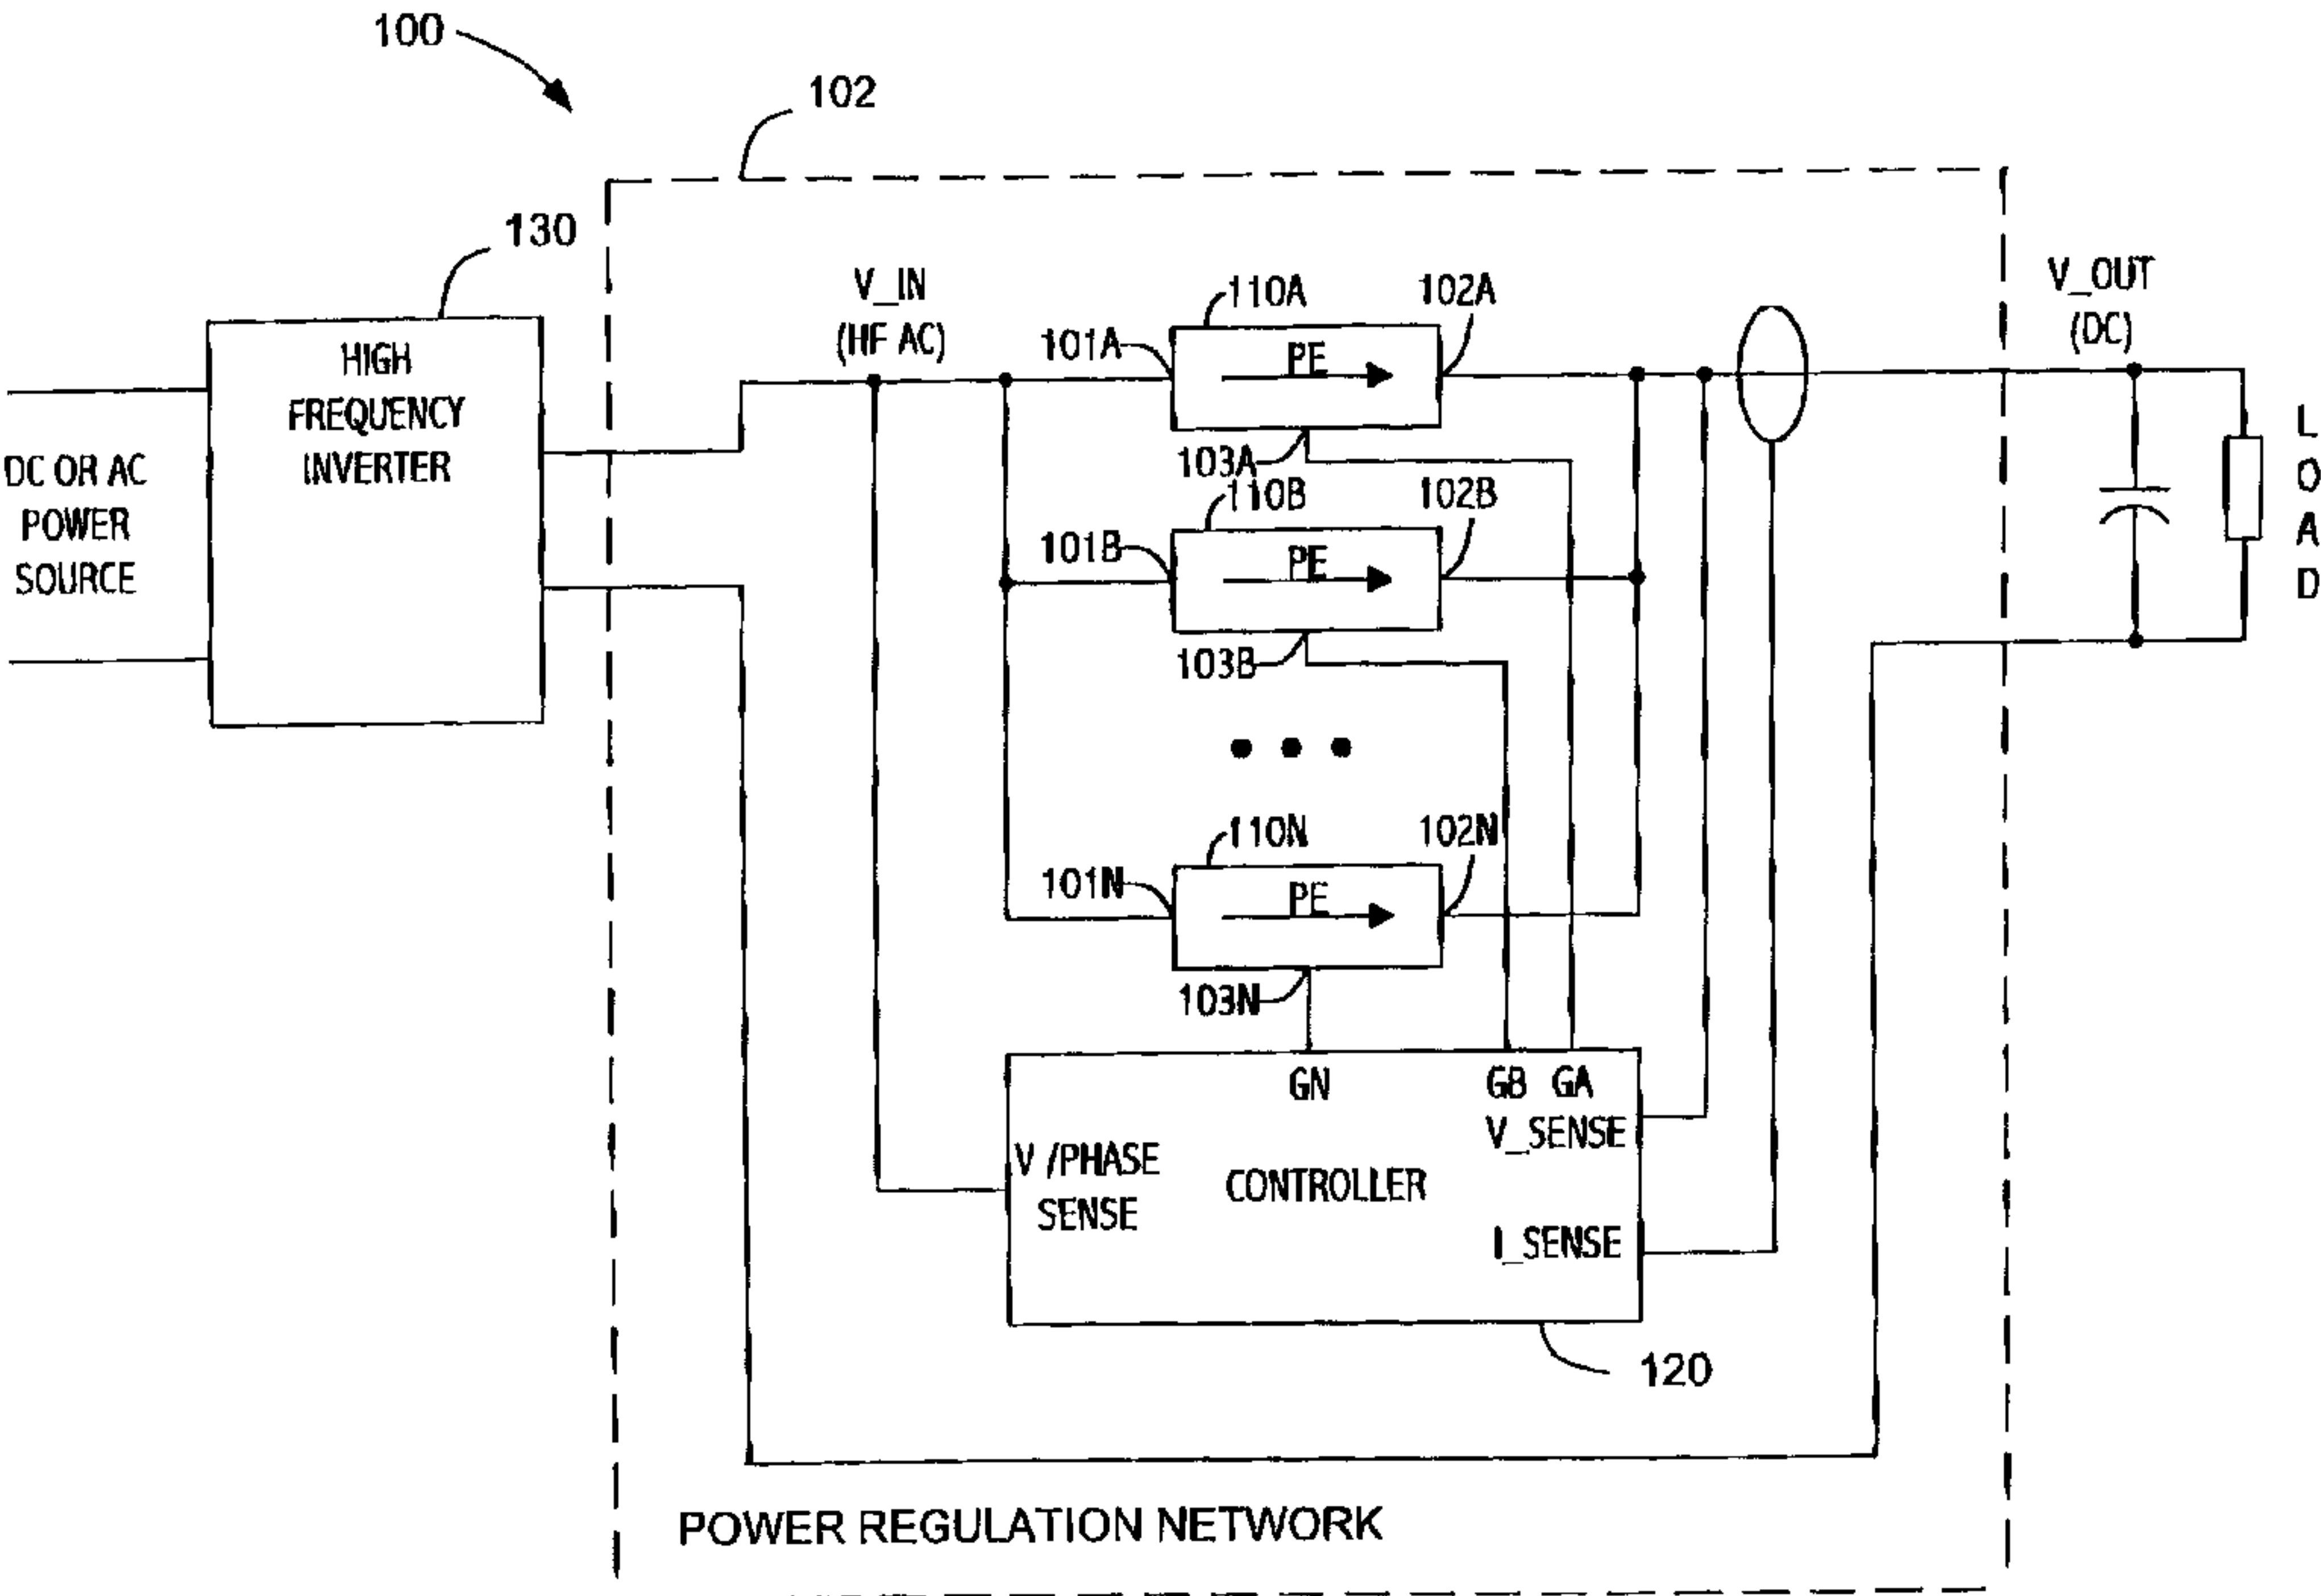 100
102
130
HIGH
FREQUENCY
INVERTER
DC OR AC
POWER
SOURCE
V_IN
(HF AC)
110A
102A
101A
PE
103A
110B
102B
101B
PE
103B
110N
102N
101N
PE
103N
GN GB GA
V_SENSE
V /PHASE
SENSE
CONTROLLER
I_SENSE
120
V_OUT
(DC)
L
O
A
D
POWER REGULATION NETWORK